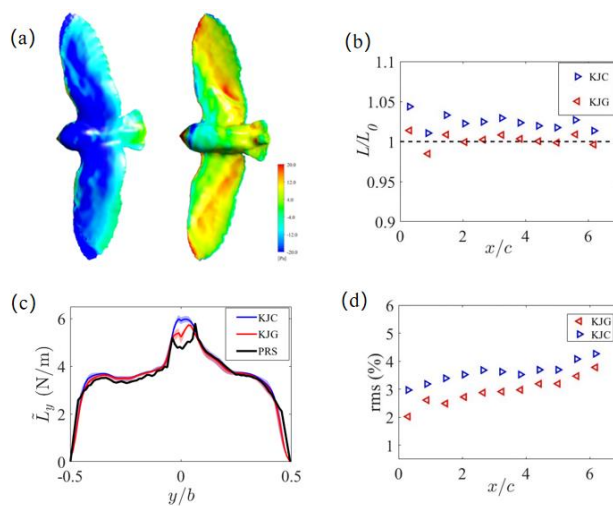 (a)
20.0
12.0
4.0
-4.0
-12.0
-20.0
[Pa]
(b)
1.1
1.05
1
0.95
0.9
L/L0
0
2
4
6
x/c
KJC
KJG
(c)
6
4
2
0
L̃y (N/m)
-0.5
0
0.5
y/b
KJC
KJG
PRS
(d)
6
5
4
3
2
1
rms (%)
0
2
4
6
x/c
KJG
KJC